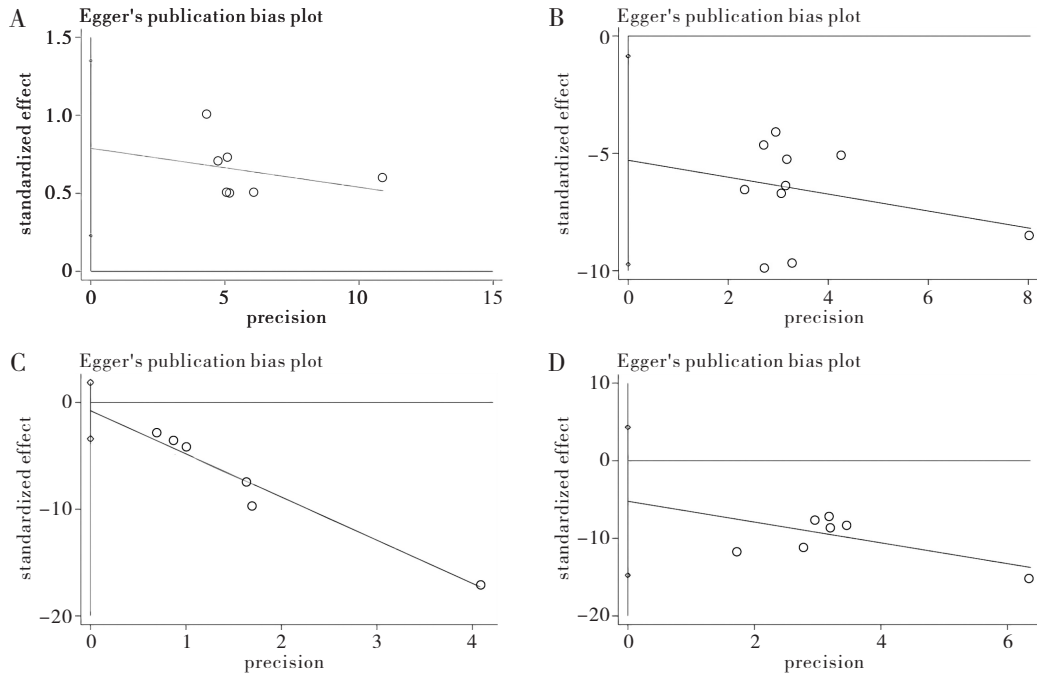 A
Egger's publication bias plot
1.5
1.0
0.5
0
standardized effect
0
5
10
15
precision
B
Egger's publication bias plot
0
−5
−10
standardized effect
0
2
4
6
8
precision
C
Egger's publication bias plot
0
−10
−20
standardized effect
0
1
2
3
4
precision
D
Egger's publication bias plot
10
0
−10
−20
standardized effect
0
2
4
6
precision